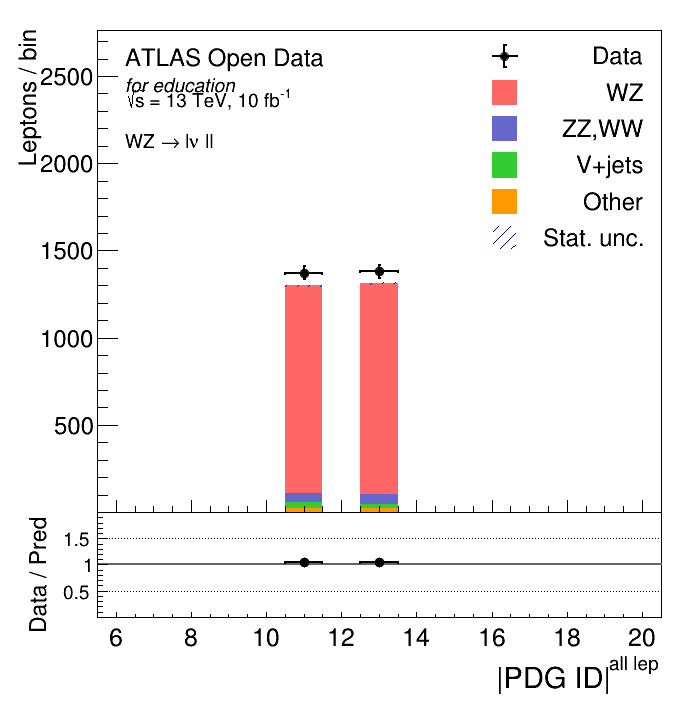 Leptons / bin
2500
2000
1500
1000
500
ATLAS Open Data
for education
√s = 13 TeV, 10 fb⁻¹
WZ → lν ll
Data
WZ
ZZ,WW
V+jets
Other
Stat. unc.
Data / Pred
1.5
1
0.5
6 8 10 12 14 16 18 20
|PDG ID|^all lep